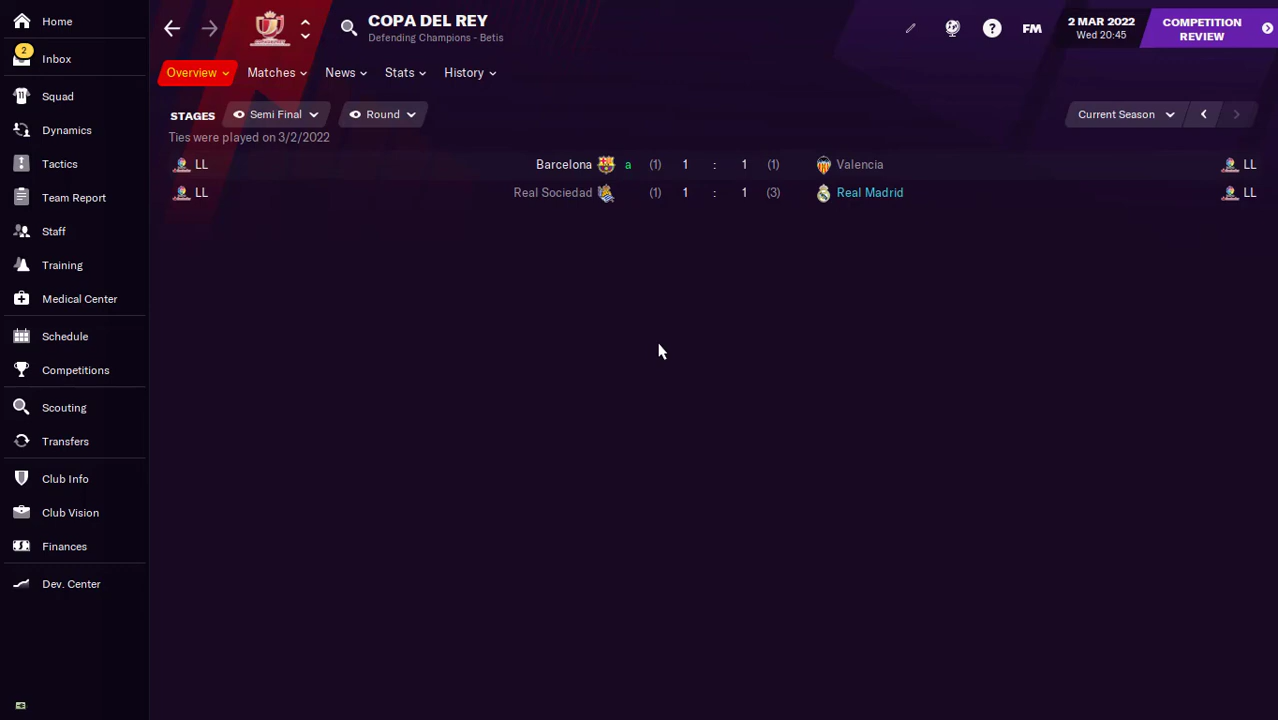 COPA DEL REY
Defending Champions - Betis
FM
2 MAR 2022
Wed 20:45
COMPETITION
REVIEW
Home
2
Inbox
11
Squad
Dynamics
Tactics
Team Report
Staff
Training
Medical Center
Schedule
Competitions
Scouting
Transfers
Club Info
Club Vision
Finances
Dev. Center
Overview Matches News Stats History
STAGES Semi Final Round Current Season
Ties were played on 3/2/2022
LL Barcelona a (1) 1 : 1 (1) Valencia LL
LL Real Sociedad (1) 1 : 1 (3) Real Madrid LL